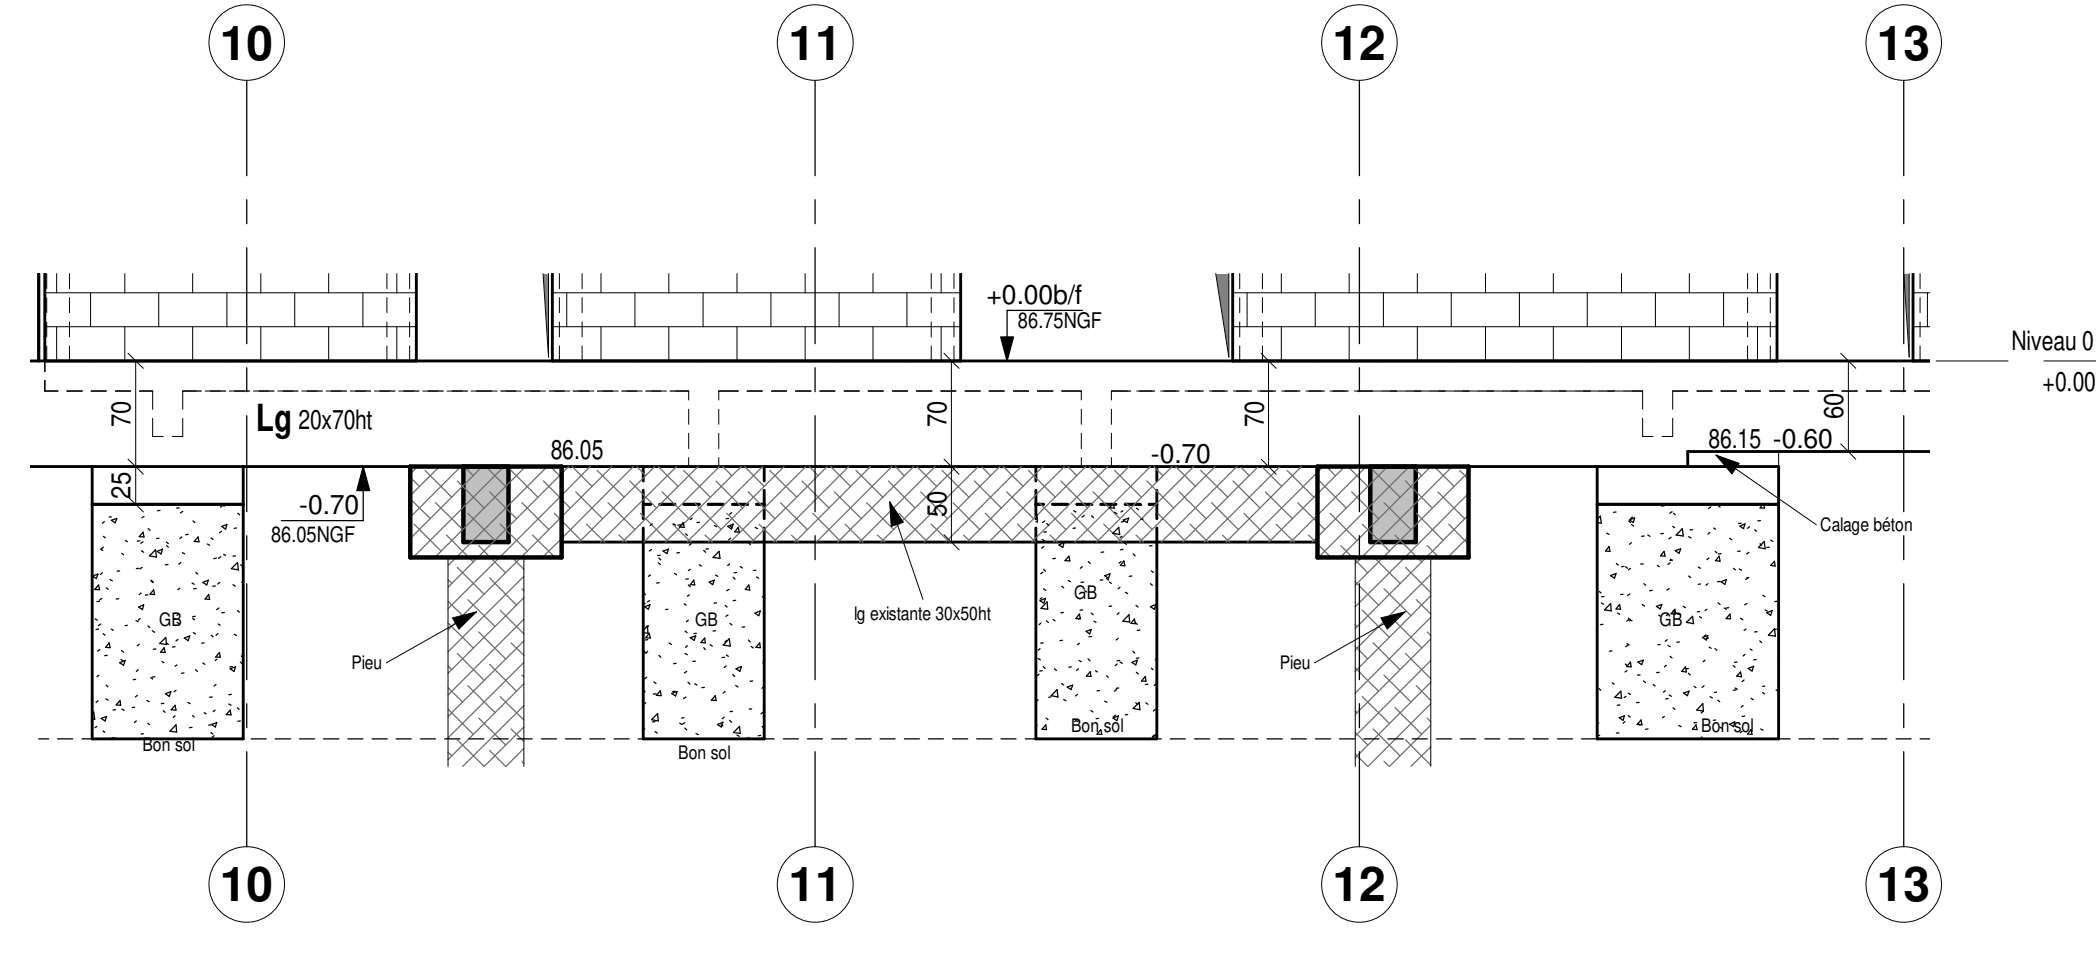 10 11 12 13
+0.00b/f
86.75NGF
Niveau 0
+0.00
70 70 70 60
Lg 20x70ht
86.05 -0.70 86.15 -0.60
25 50
-0.70
86.05NGF
Calage béton
GB GB GB GB
lg existante 30x50ht
Pieu Pieu
Bon sol Bon sol Bon sol Bon sol
10 11 12 13